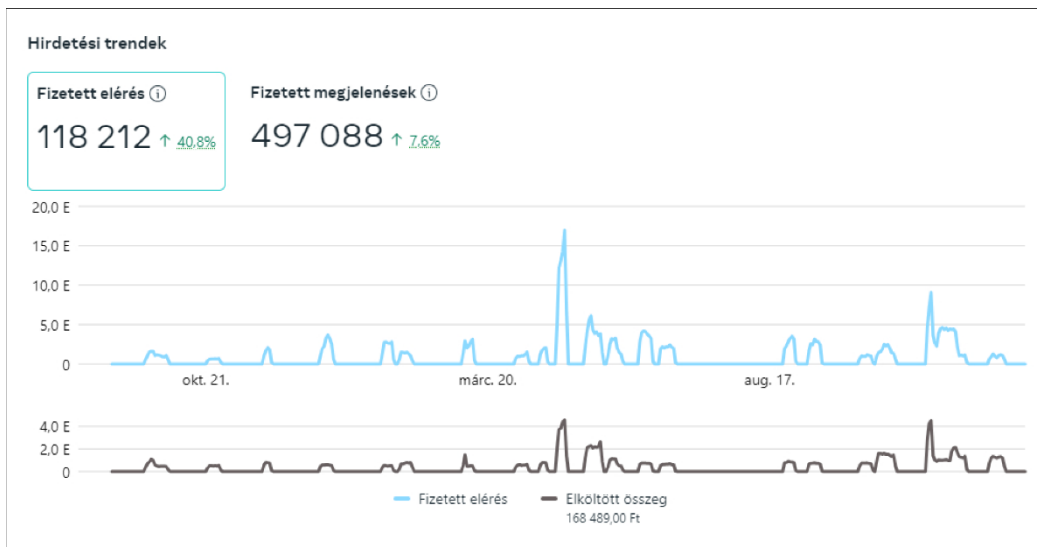 Hirdetési trendek
Fizetett elérés
118 212 ↑ 40,8%
Fizetett megjelenések
497 088 ↑ 7,6%
20,0 E
15,0 E
10,0 E
5,0 E
0
okt. 21. márc. 20. aug. 17.
4,0 E
2,0 E
0
Fizetett elérés Elköltött összeg
168 489,00 Ft